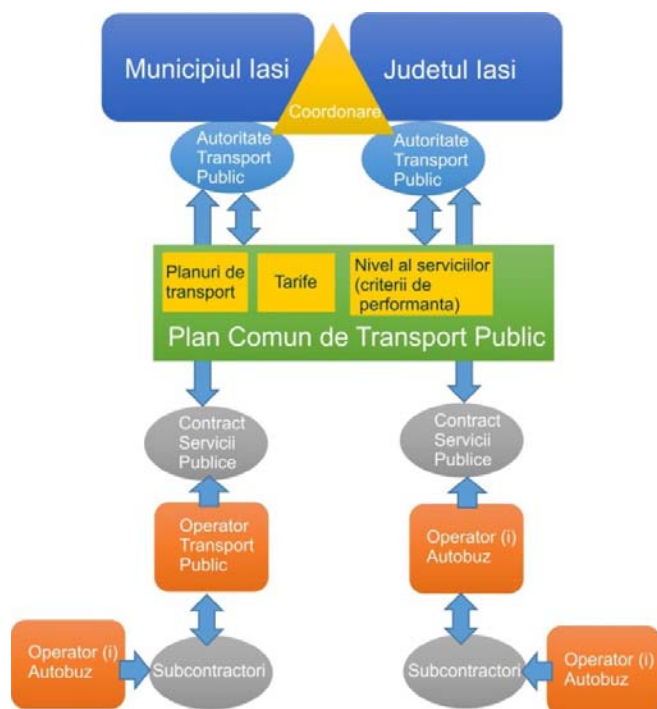 Municipiul Iasi
Judetul Iasi
Coordonare
Autoritate
Transport
Public
Autoritate
Transport
Public
Planuri de
transport
Tarife
Nivel al serviciilor
(criterii de
performanta)
Plan Comun de Transport Public
Contract
Servicii
Publice
Contract
Servicii
Publice
Operator
Transport
Public
Operator (i)
Autobuz
Operator (i)
Autobuz
Subcontractori
Subcontractori
Operator (i)
Autobuz